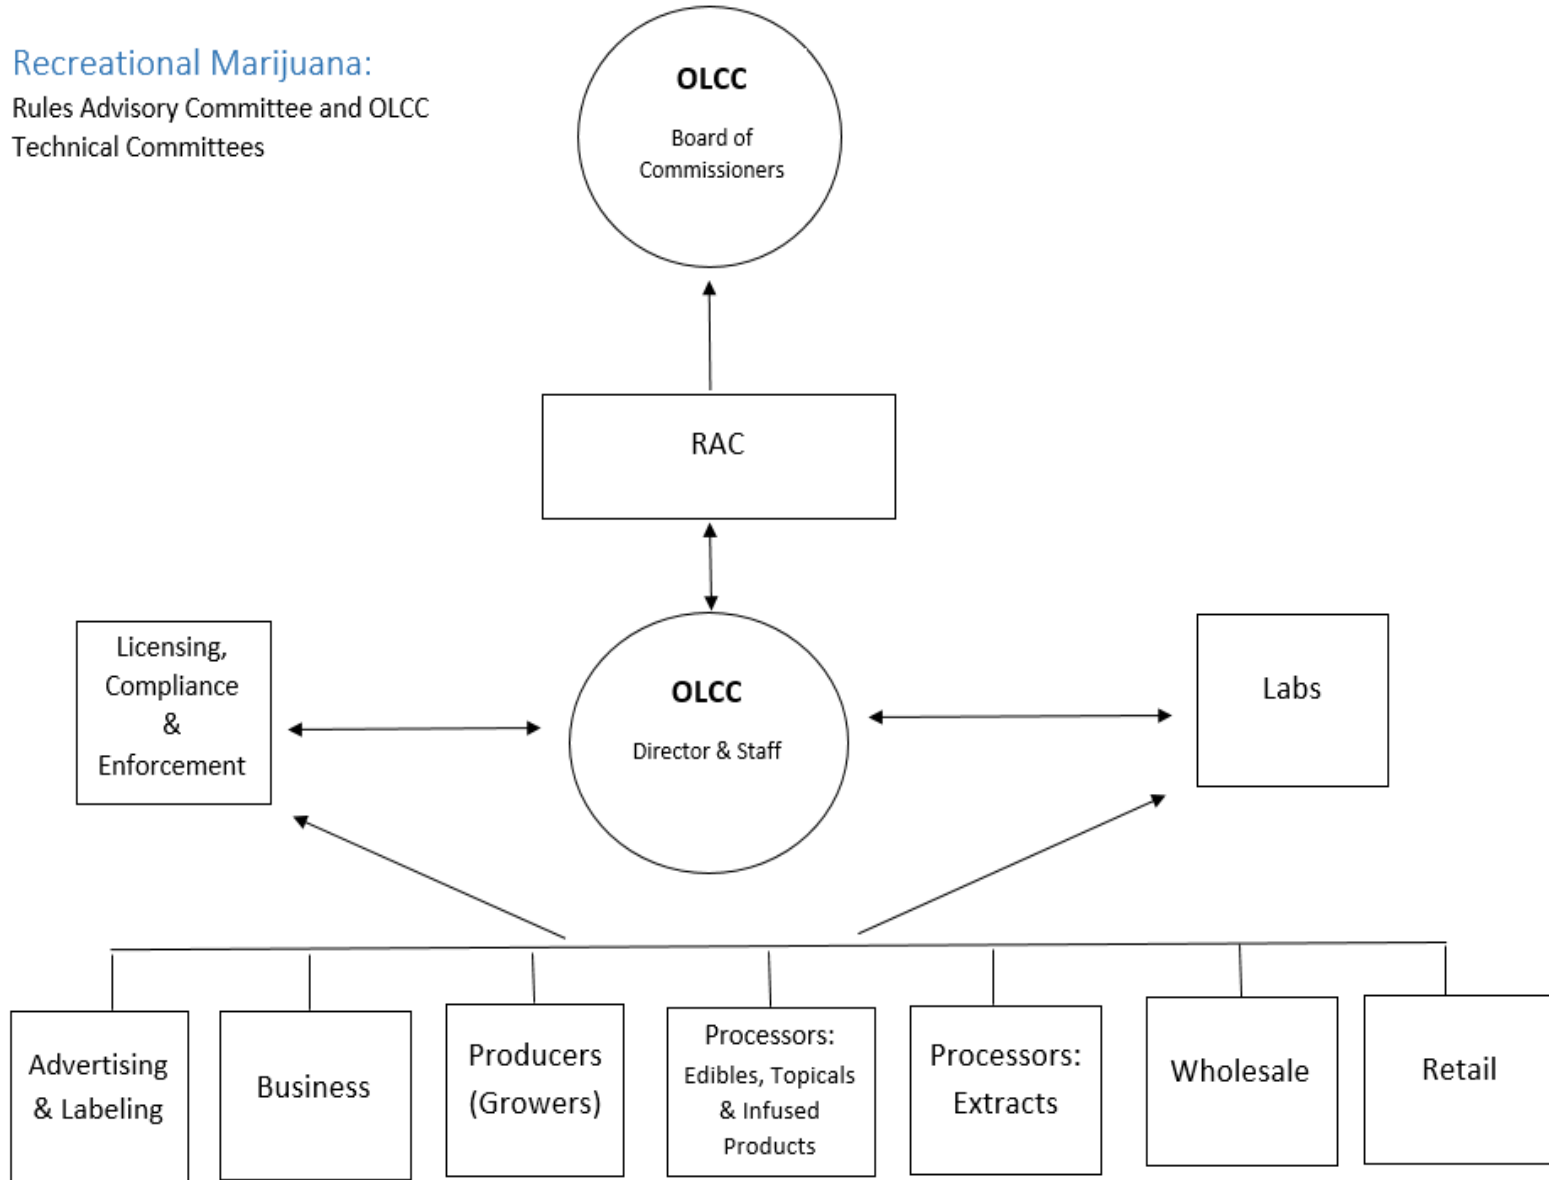 Recreational Marijuana:
Rules Advisory Committee and OLCC
Technical Committees
OLCC
Board of
Commissioners
RAC
Licensing,
Compliance
&
Enforcement
OLCC
Director & Staff
Labs
Advertising
& Labeling
Business
Producers
(Growers)
Processors:
Edibles, Topicals
& Infused
Products
Processors:
Extracts
Wholesale
Retail